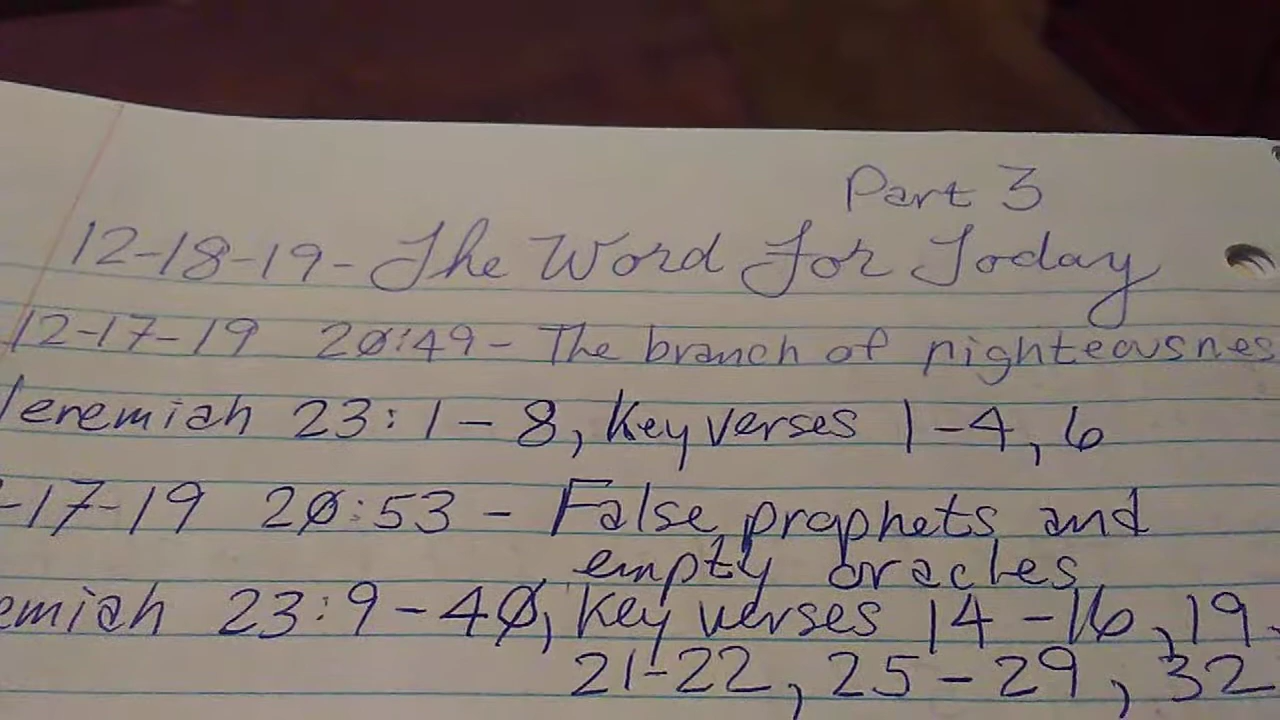 Part 3
12-18-19- The Word For Today
12-17-19 20:49- The branch of righteousnes
Jeremiah 23:1-8, Key verses 1-4, 6
-17-19 20:53 - False prophets and
empty oracles
emiah 23:9-40, Key verses 14-16, 19-
21-22, 25-29, 32